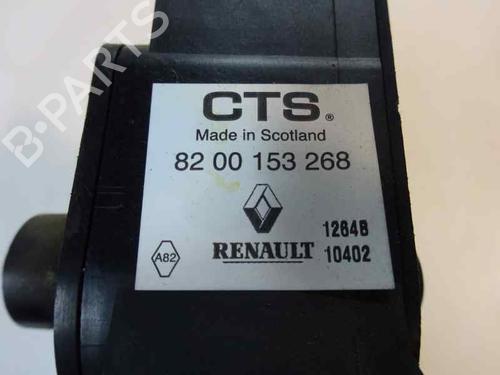 B-PARTS
CTS®
Made in Scotland
82 00 153 268
A82
RENAULT
12648
10402